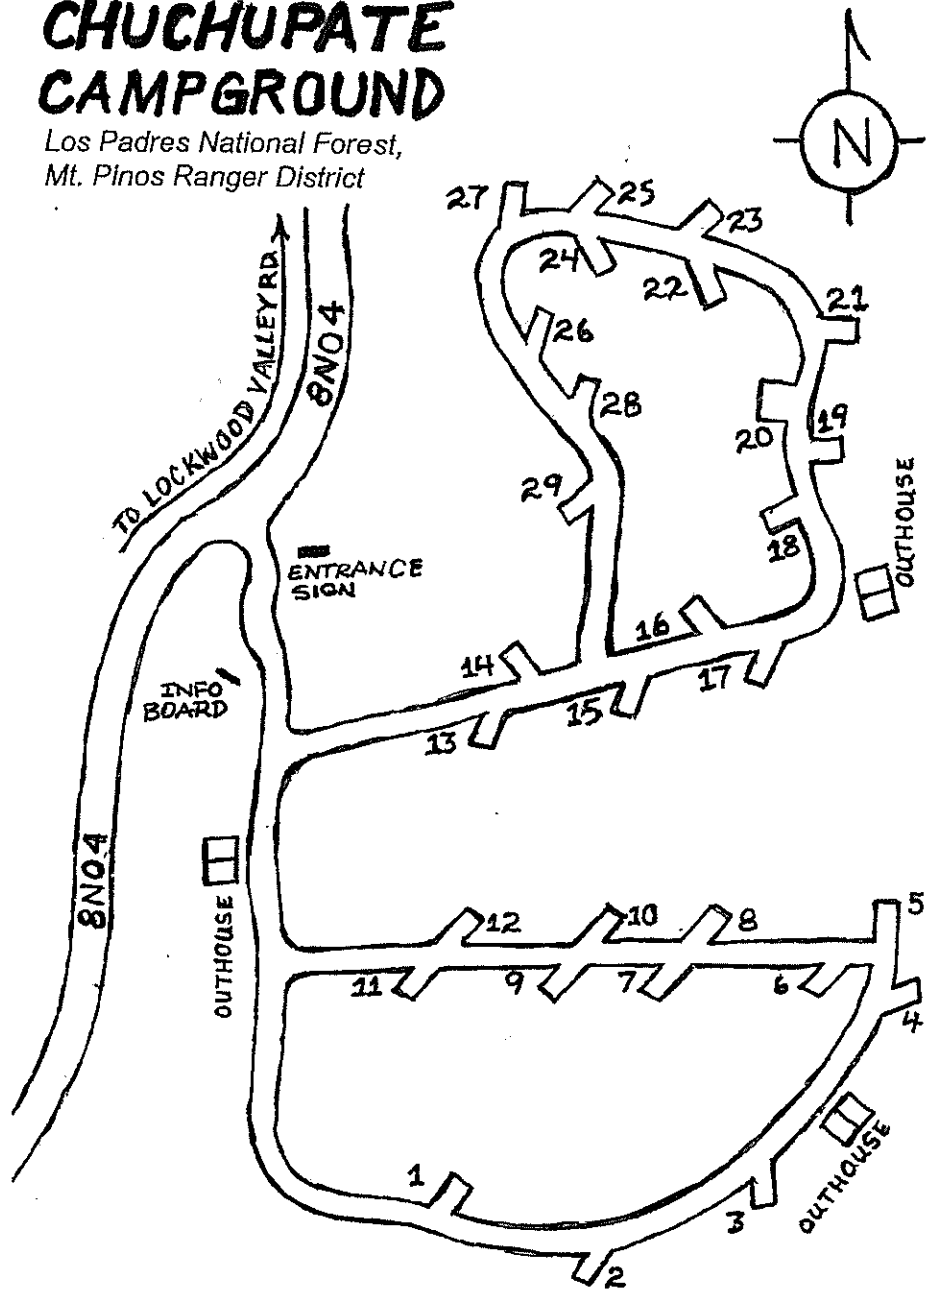 CHUCHUPATE
CAMPGROUND
Los Padres National Forest,
Mt. Pinos Ranger District
N
TO LOCKWOOD VALLEY RD
8N04
27
25
23
24
22
21
26
28
20
19
29
18
OUTHOUSE
ENTRANCE
SIGN
16
14
17
INFO
BOARD
15
13
8N04
OUTHOUSE
12
10
8
5
11
9
7
6
4
OUTHOUSE
1
3
2